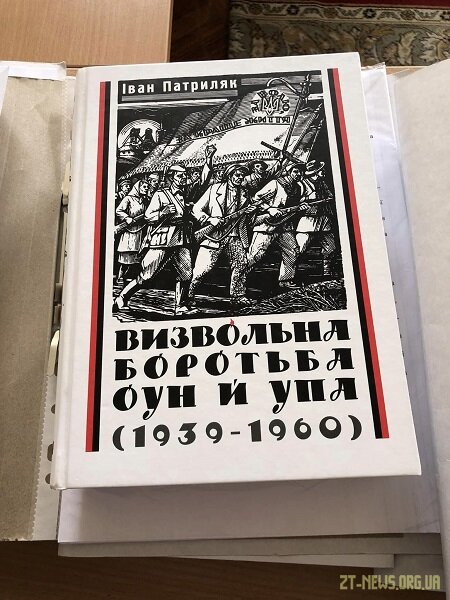 Іван Патриляк
ВИЗВОЛЬНА
БОРОТЬБА
ОУН Й УПА
(1939-1960)
ZT-NEWS.ORG.UA